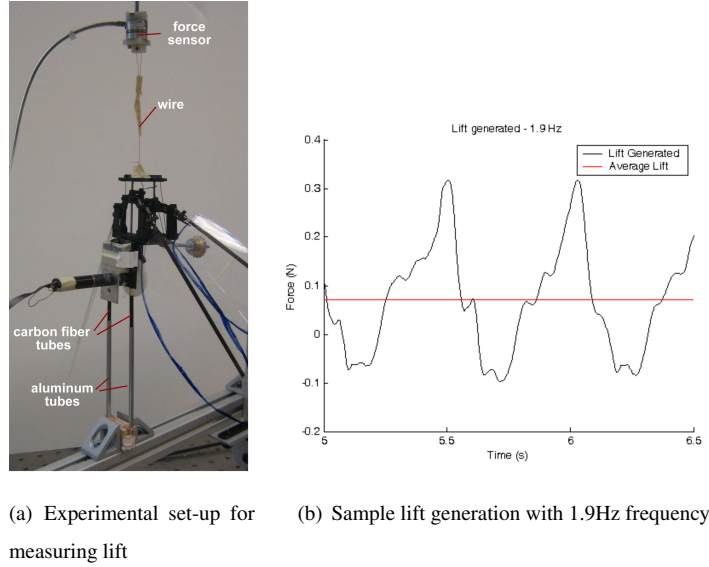 force
sensor
wire
carbon fiber
tubes
aluminum
tubes
Lift generated - 1.9 Hz
Lift Generated
Average Lift
0.4
0.3
0.2
0.1
0
-0.1
-0.2
Force (N)
5
5.5
6
6.5
Time (s)
(a) Experimental set-up for
measuring lift
(b) Sample lift generation with 1.9Hz frequency